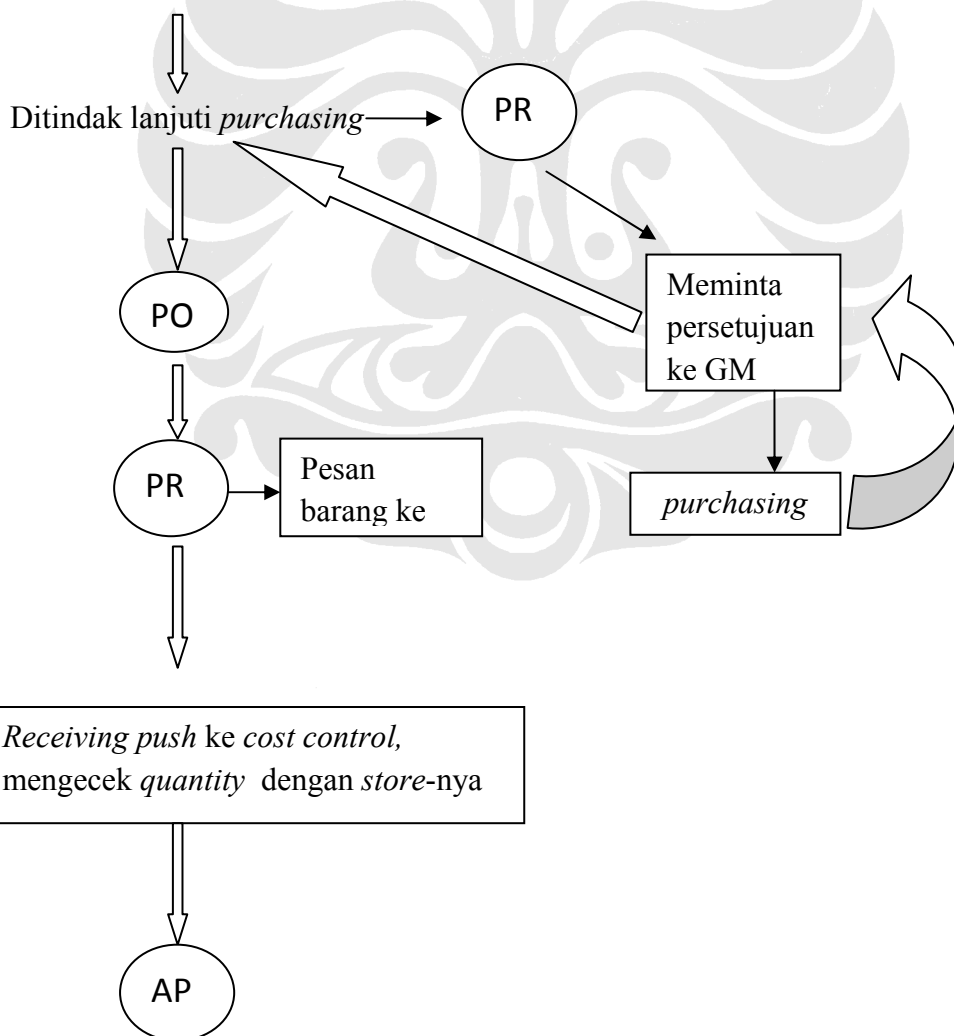 Ditindak lanjuti purchasing
PR
Meminta
persetujuan
ke GM
PO
PR
Pesan
barang ke
purchasing
Receiving push ke cost control,
mengecek quantity dengan store-nya
AP